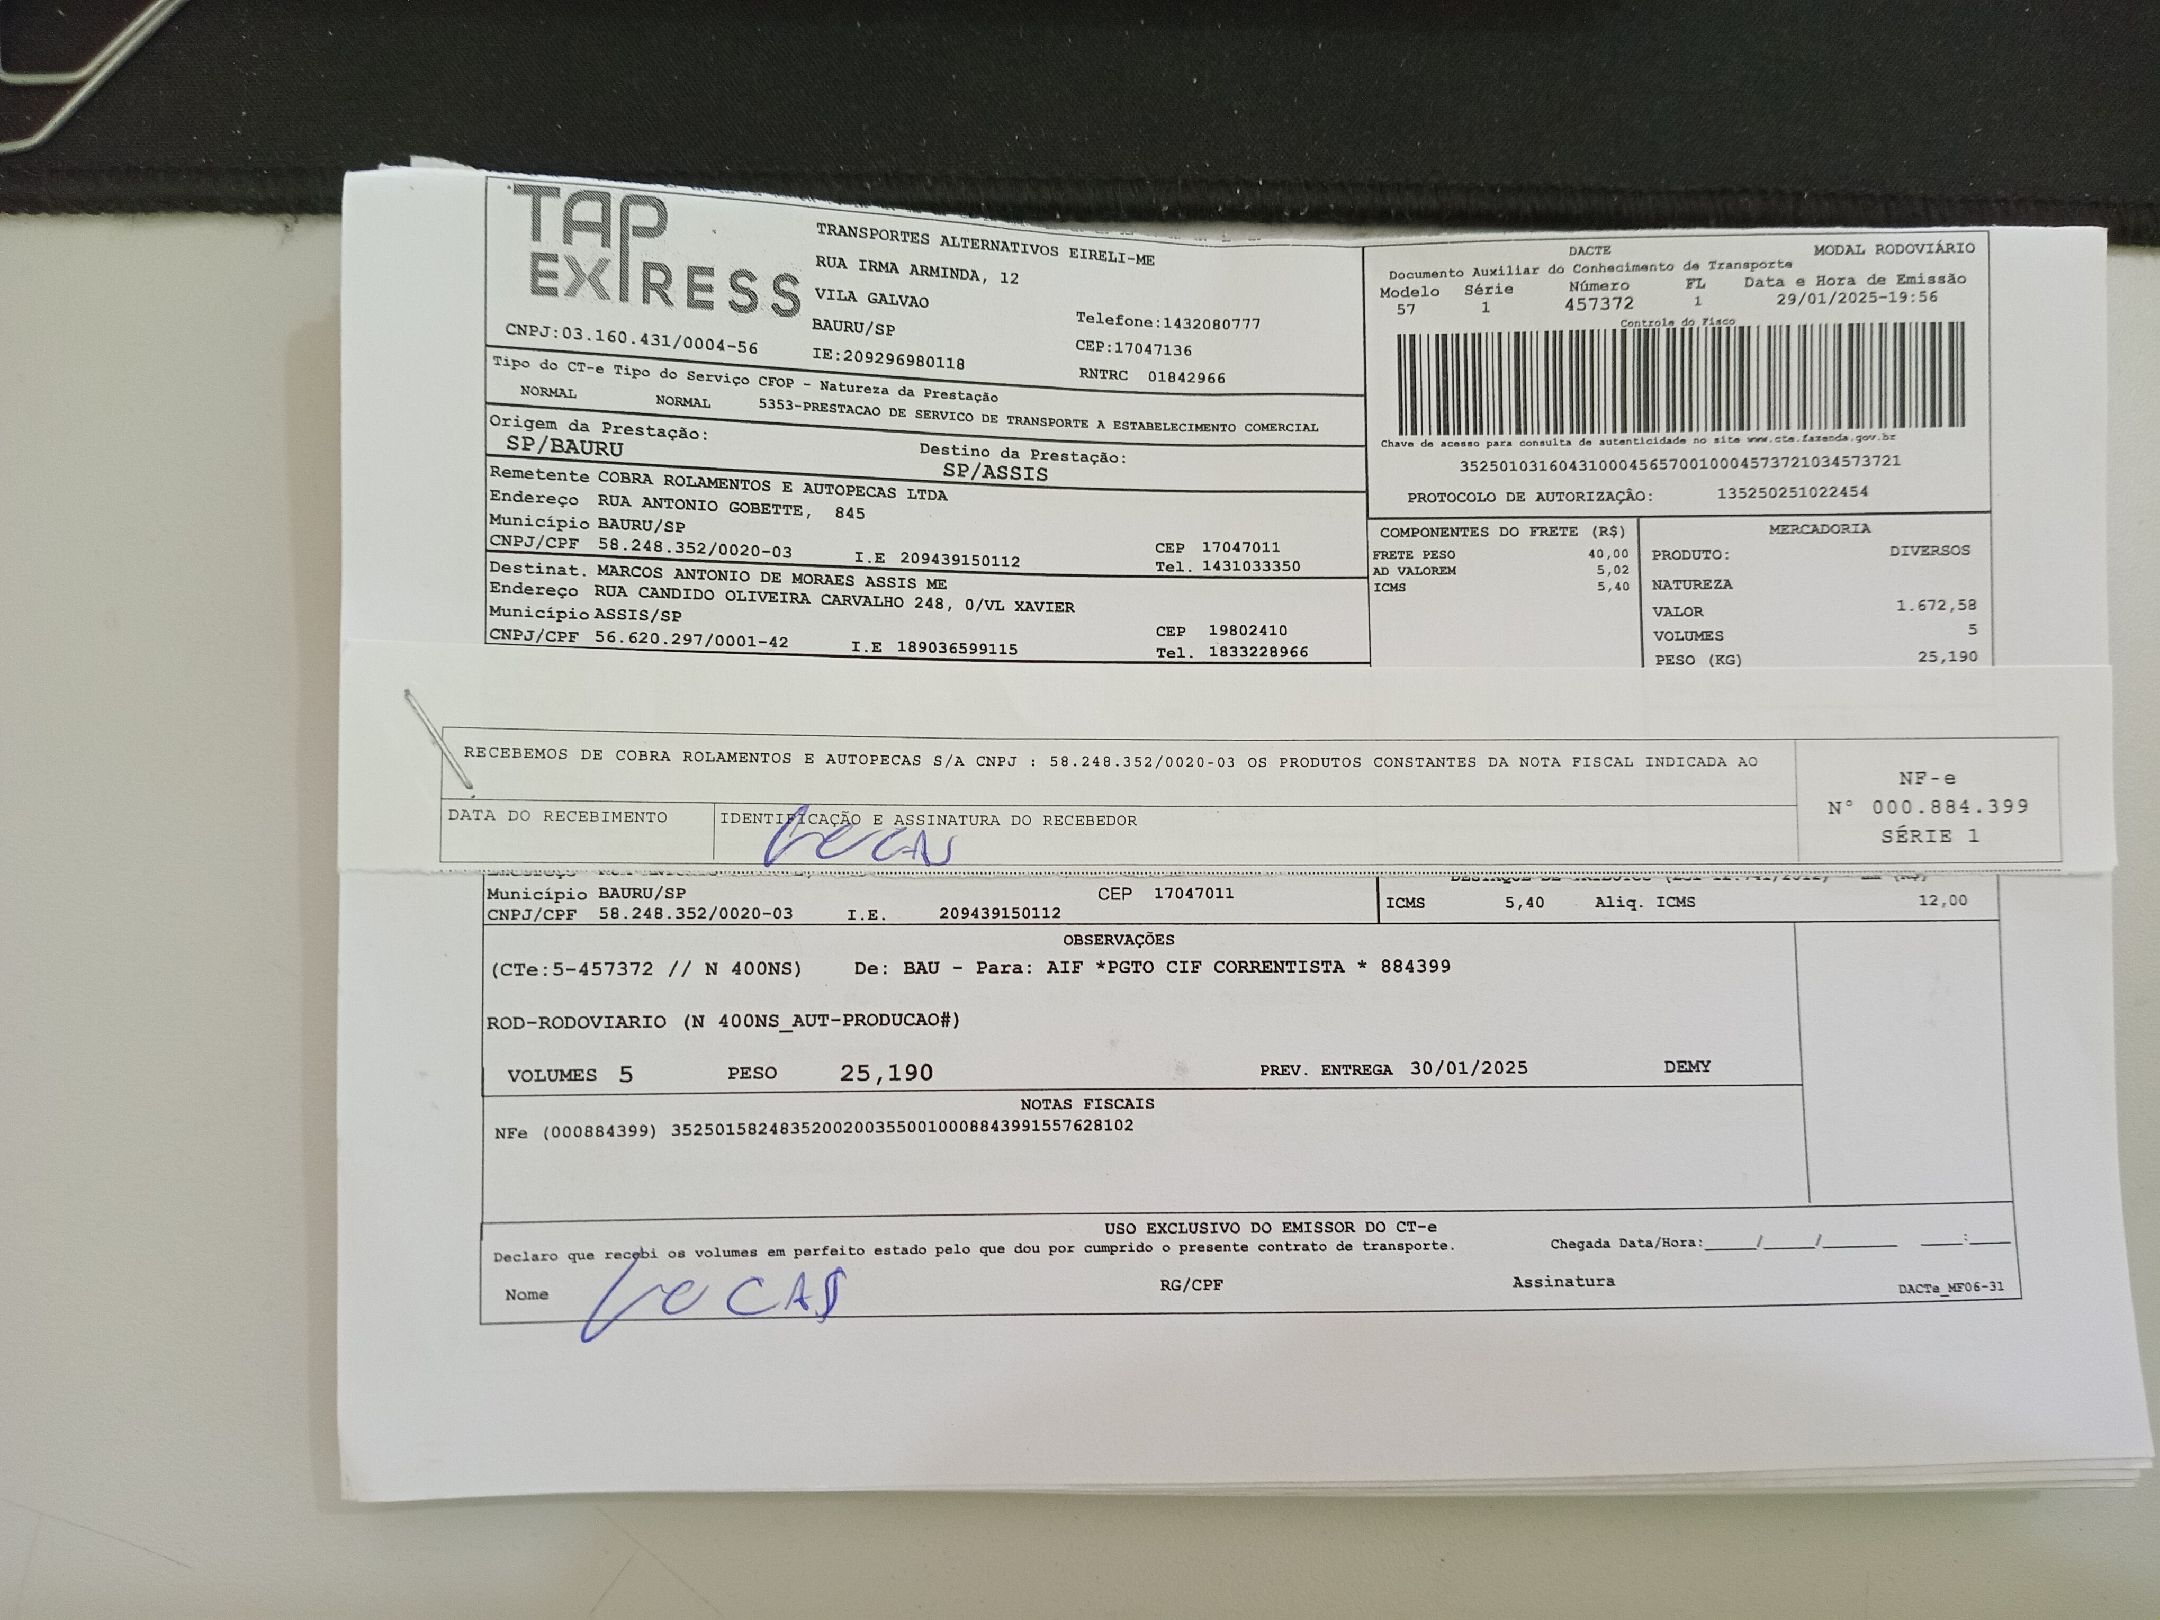 TAP
EXPRESS
TRANSPORTES ALTERNATIVOS EIRELI-ME
RUA IRMA ARMINDA, 12
VILA GALVAO
BAURU/SP Telefone:1432080777
CNPJ:03.160.431/0004-56 IE:209296980118 CEP:17047136
RNTRC 01842966
Tipo do CT-e Tipo do Serviço CFOP - Natureza da Prestação
NORMAL NORMAL 5353-PRESTACAO DE SERVICO DE TRANSPORTE A ESTABELECIMENTO COMERCIAL
Origem da Prestação: Destino da Prestação:
SP/BAURU SP/ASSIS
Remetente COBRA ROLAMENTOS E AUTOPECAS LTDA
Endereço RUA ANTONIO GOBETTE, 845
Município BAURU/SP CEP 17047011
CNPJ/CPF 58.248.352/0020-03 I.E 209439150112 Tel. 1431033350
Destinat. MARCOS ANTONIO DE MORAES ASSIS ME
Endereço RUA CANDIDO OLIVEIRA CARVALHO 248, 0/VL XAVIER
Município ASSIS/SP CEP 19802410
CNPJ/CPF 56.620.297/0001-42 I.E 189036599115 Tel. 1833228966
DACTE MODAL RODOVIÁRIO
Documento Auxiliar do Conhecimento de Transporte
Modelo Série Número FL Data e Hora de Emissão
57 1 457372 1 29/01/2025-19:56
Controle do Fisco
Chave de acesso para consulta de autenticidade no site www.cte.fazenda.gov.br
35250103160431000456570010004573721034573721
PROTOCOLO DE AUTORIZAÇÂO: 135250251022454
COMPONENTES DO FRETE (R$)
FRETE PESO 40,00
AD VALOREM 5,02
ICMS 5,40
MERCADORIA
PRODUTO: DIVERSOS
NATUREZA
VALOR 1.672,58
VOLUMES 5
PESO (KG) 25,190
RECEBEMOS DE COBRA ROLAMENTOS E AUTOPECAS S/A CNPJ : 58.248.352/0020-03 OS PRODUTOS CONSTANTES DA NOTA FISCAL INDICADA AO
DATA DO RECEBIMENTO IDENTIFICAÇÃO E ASSINATURA DO RECEBEDOR
LUCAS
NF-e
N° 000.884.399
SÉRIE 1
Município BAURU/SP CEP 17047011
CNPJ/CPF 58.248.352/0020-03 I.E. 209439150112
ICMS 5,40 Aliq. ICMS 12,00
OBSERVAÇÕES
(CTe:5-457372 // N 400NS) De: BAU - Para: AIF *PGTO CIF CORRENTISTA * 884399
ROD-RODOVIARIO (N 400NS_AUT-PRODUCAO#)
VOLUMES 5 PESO 25,190 PREV. ENTREGA 30/01/2025 DEMY
NOTAS FISCAIS
NFe (000884399) 35250158248352002003550010008843991557628102
USO EXCLUSIVO DO EMISSOR DO CT-e
Declaro que recebi os volumes em perfeito estado pelo que dou por cumprido o presente contrato de transporte. Chegada Data/Hora:_____/_____/_______ ____:____
Nome LUCAS RG/CPF Assinatura DACTe_MF06-31